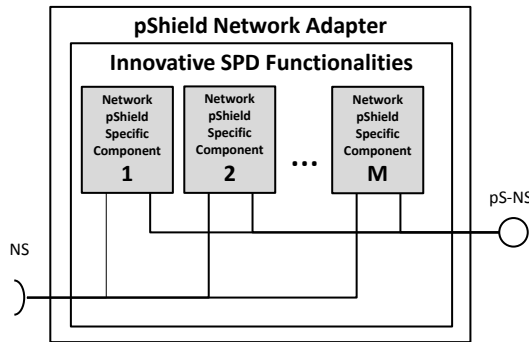 pShield Network Adapter
Innovative SPD Functionalities
Network
pShield
Specific
Component
1
Network
pShield
Specific
Component
2
...
Network
pShield
Specific
Component
M
pS-NS
NS